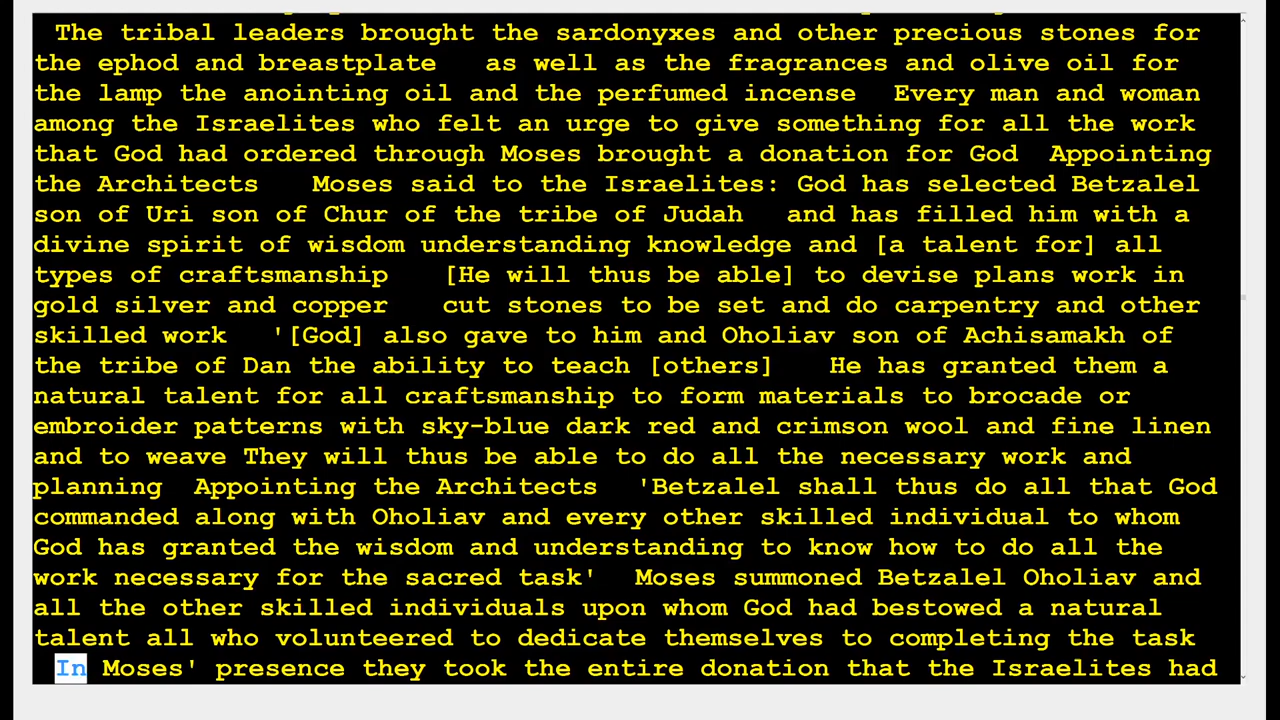 The tribal leaders brought the sardonyxes and other precious stones for
the ephod and breastplate as well as the fragrances and olive oil for
the lamp the anointing oil and the perfumed incense Every man and woman
among the Israelites who felt an urge to give something for all the work
that God had ordered through Moses brought a donation for God Appointing
the Architects Moses said to the Israelites: God has selected Betzalel
son of Uri son of Chur of the tribe of Judah and has filled him with a
divine spirit of wisdom understanding knowledge and [a talent for] all
types of craftsmanship [He will thus be able] to devise plans work in
gold silver and copper cut stones to be set and do carpentry and other
skilled work '[God] also gave to him and Oholiav son of Achisamakh of
the tribe of Dan the ability to teach [others] He has granted them a
natural talent for all craftsmanship to form materials to brocade or
embroider patterns with sky-blue dark red and crimson wool and fine linen
and to weave They will thus be able to do all the necessary work and
planning Appointing the Architects 'Betzalel shall thus do all that God
commanded along with Oholiav and every other skilled individual to whom
God has granted the wisdom and understanding to know how to do all the
work necessary for the sacred task' Moses summoned Betzalel Oholiav and
all the other skilled individuals upon whom God had bestowed a natural
talent all who volunteered to dedicate themselves to completing the task
In Moses' presence they took the entire donation that the Israelites had